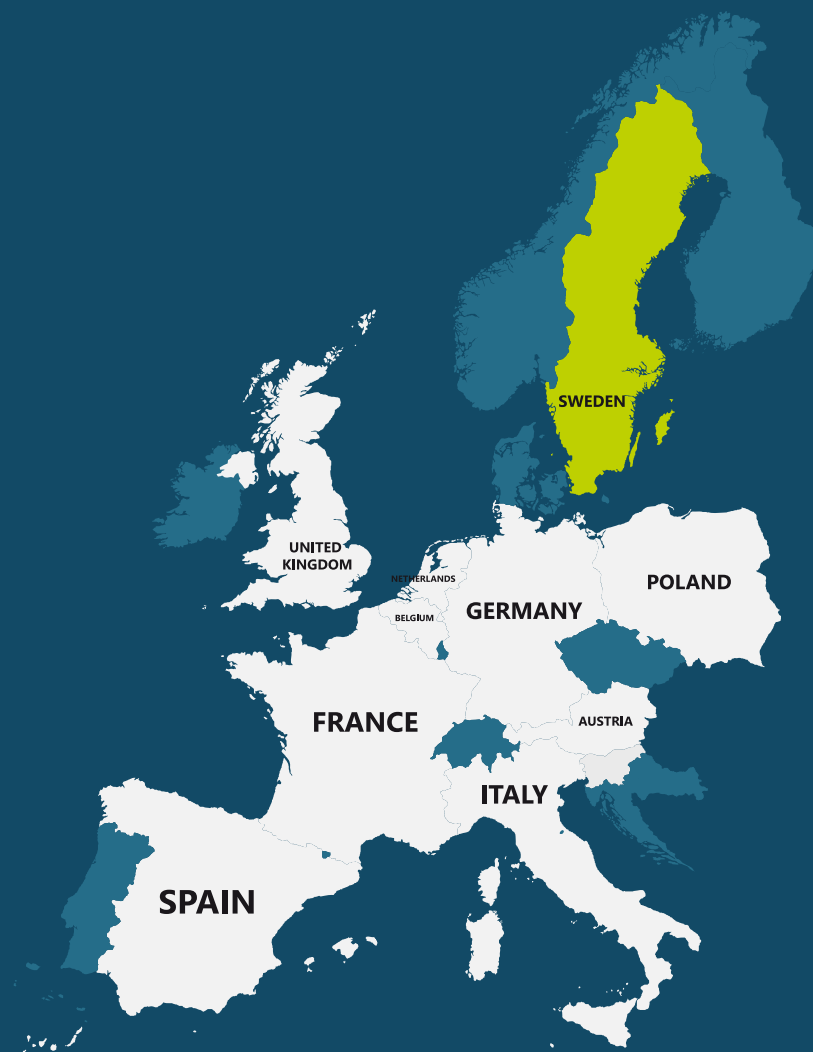 SWEDEN
UNITED
KINGDOM
NETHERLANDS
POLAND
GERMANY
BELGIUM
FRANCE
AUSTRIA
ITALY
SPAIN